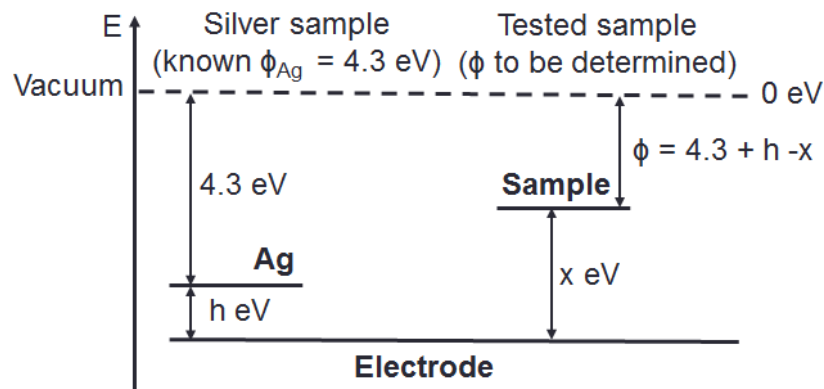 E
Silver sample
(known ϕAg = 4.3 eV)
Tested sample
(ϕ to be determined)
Vacuum
0 eV
4.3 eV
ϕ = 4.3 + h -x
Sample
Ag
x eV
h eV
Electrode